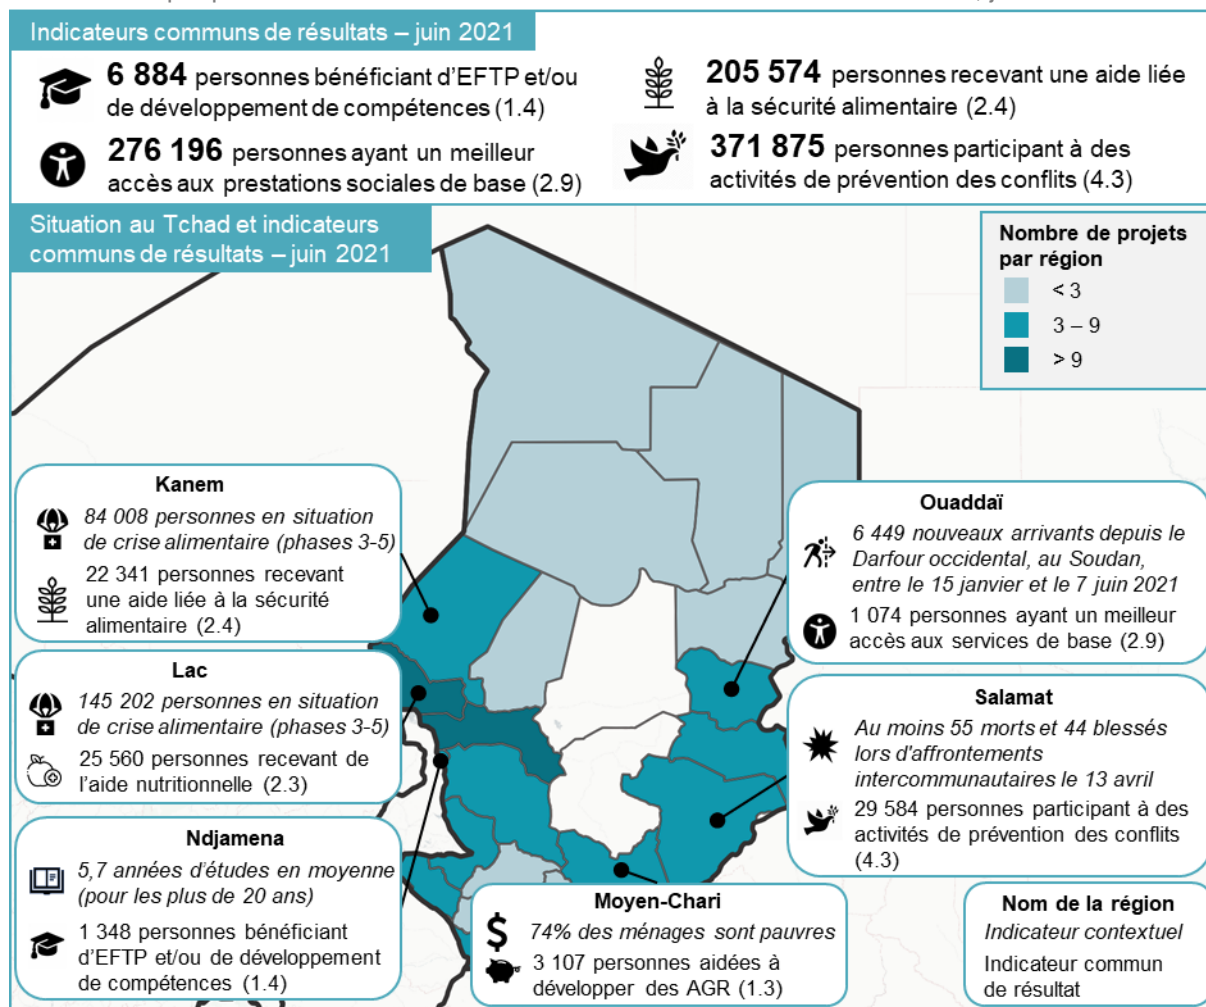 Indicateurs communs de résultats – juin 2021
6 884 personnes bénéficiant d'EFTP et/ou
de développement de compétences (1.4)
205 574 personnes recevant une aide liée
à la sécurité alimentaire (2.4)
276 196 personnes ayant un meilleur
accès aux prestations sociales de base (2.9)
371 875 personnes participant à des
activités de prévention des conflits (4.3)
Situation au Tchad et indicateurs
communs de résultats – juin 2021
Nombre de projets
par région
< 3
3 – 9
> 9
Kanem
84 008 personnes en situation
de crise alimentaire (phases 3-5)
22 341 personnes recevant
une aide liée à la sécurité
alimentaire (2.4)
Lac
145 202 personnes en situation
de crise alimentaire (phases 3-5)
25 560 personnes recevant de
l'aide nutritionnelle (2.3)
Ndjamena
5,7 années d'études en moyenne
(pour les plus de 20 ans)
1 348 personnes bénéficiant
d'EFTP et/ou de développement
de compétences (1.4)
Ouaddaï
6 449 nouveaux arrivants depuis le
Darfour occidental, au Soudan,
entre le 15 janvier et le 7 juin 2021
1 074 personnes ayant un meilleur
accès aux services de base (2.9)
Salamat
Au moins 55 morts et 44 blessés
lors d'affrontements
intercommunautaires le 13 avril
29 584 personnes participant à des
activités de prévention des conflits
(4.3)
Moyen-Chari
74% des ménages sont pauvres
3 107 personnes aidées à
développer des AGR (1.3)
Nom de la région
Indicateur contextuel
Indicateur commun
de résultat